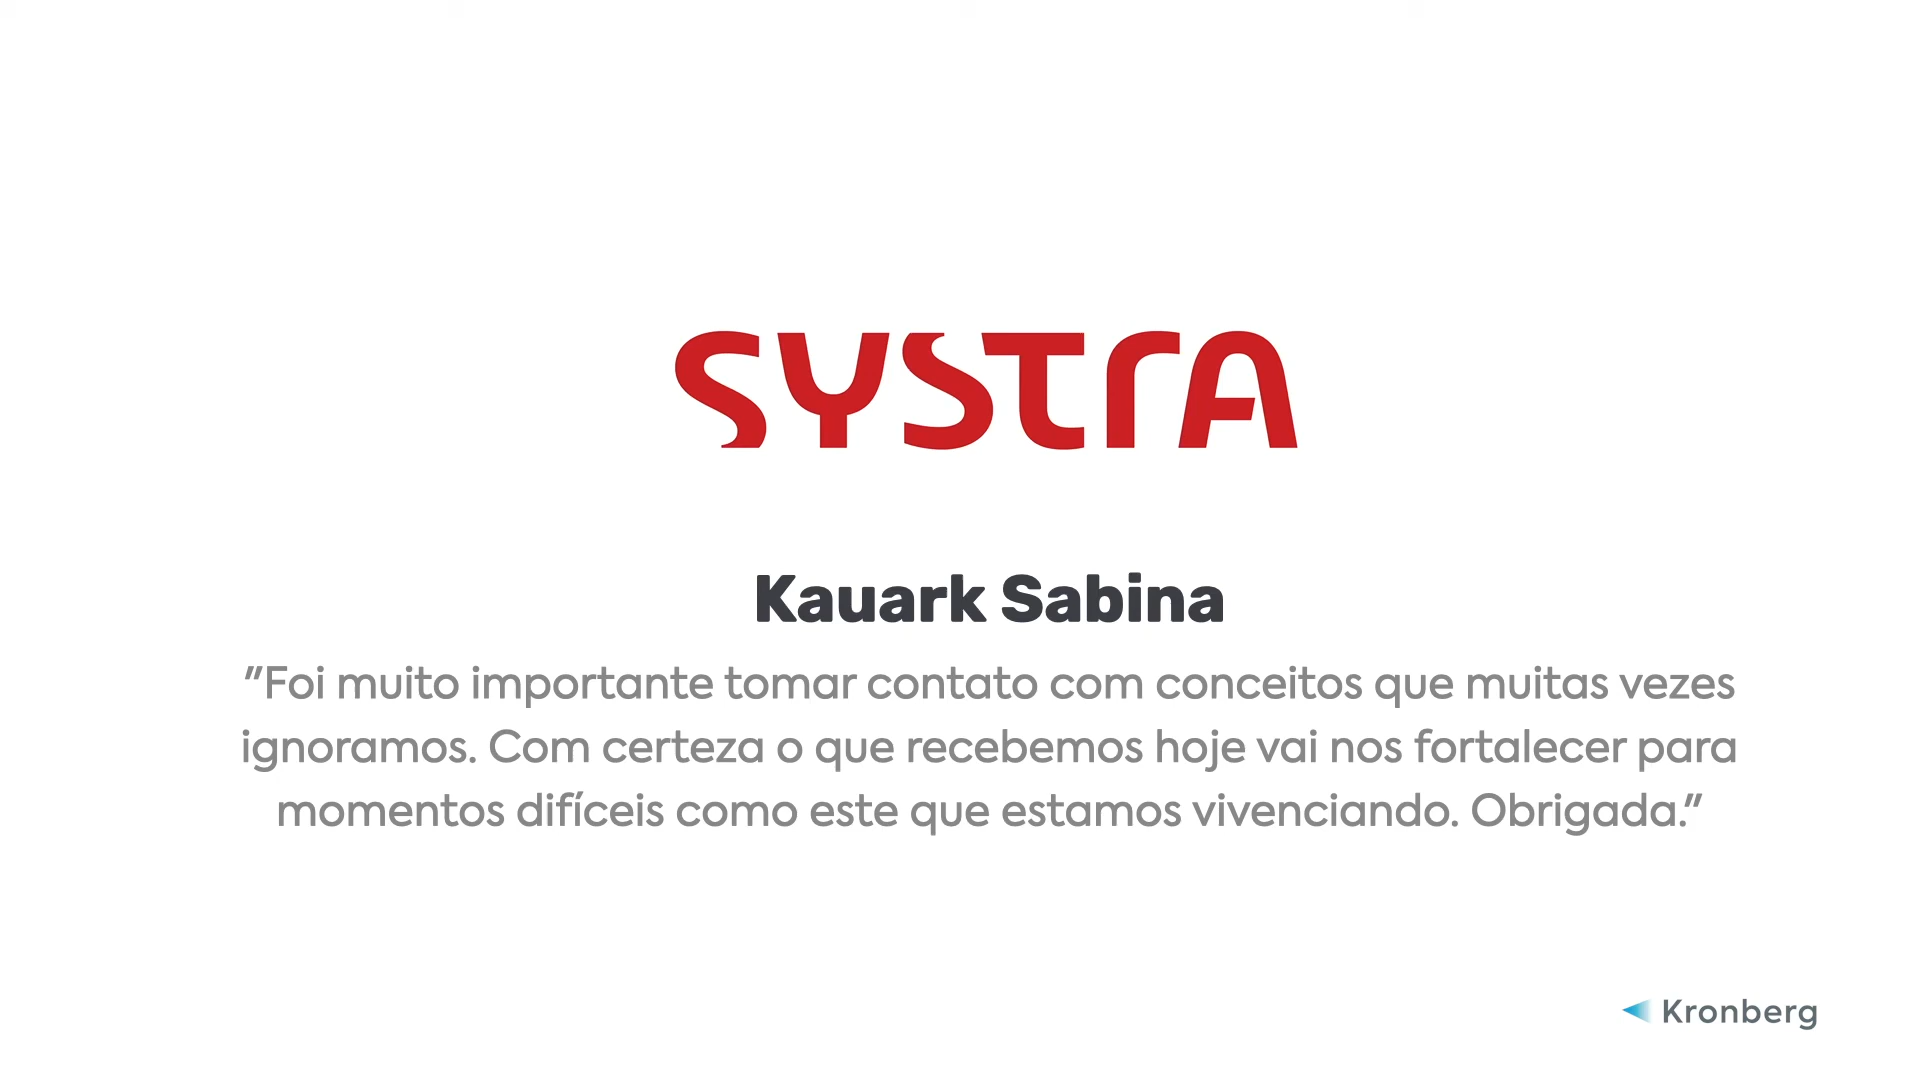 SYSTRA
Kauark Sabina
"Foi muito importante tomar contato com conceitos que muitas vezes
ignoramos. Com certeza o que recebemos hoje vai nos fortalecer para
momentos difíceis como este que estamos vivenciando. Obrigada."
Kronberg